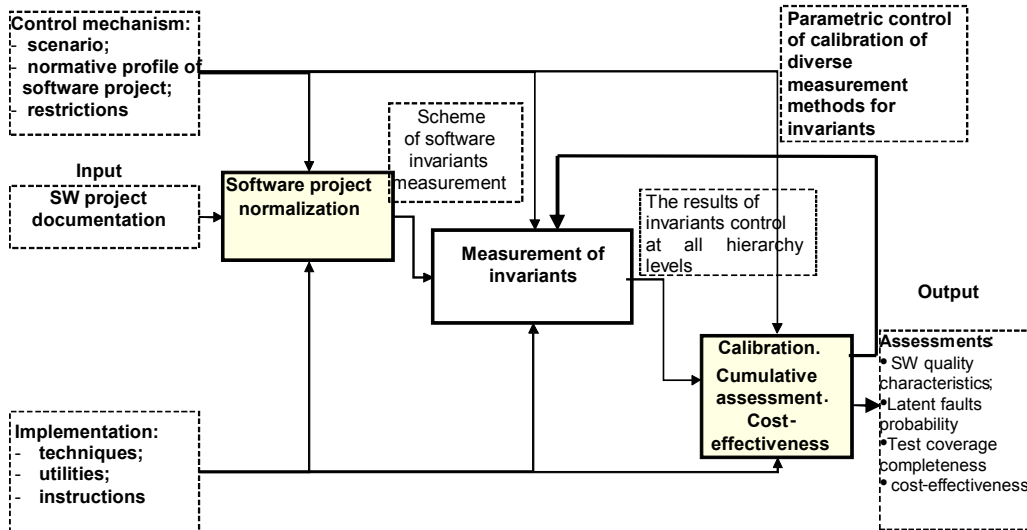 Control mechanism:
- scenario;
- normative profile of
software project;
- restrictions
Parametric control
of calibration of
diverse
measurement
methods for
invariants
Scheme
of software
invariants
measurement
Input
SW project
documentation
Software project
normalization
Measurement of
invariants
The results of
invariants control
at all hierarchy
levels
Output
Calibration.
Cumulative
assessment.
Cost-
effectiveness
Assessments:
• SW quality
characteristics;
•Latent faults
probability
•Test coverage
completeness
• cost-effectiveness
Implementation:
- techniques;
- utilities;
- instructions